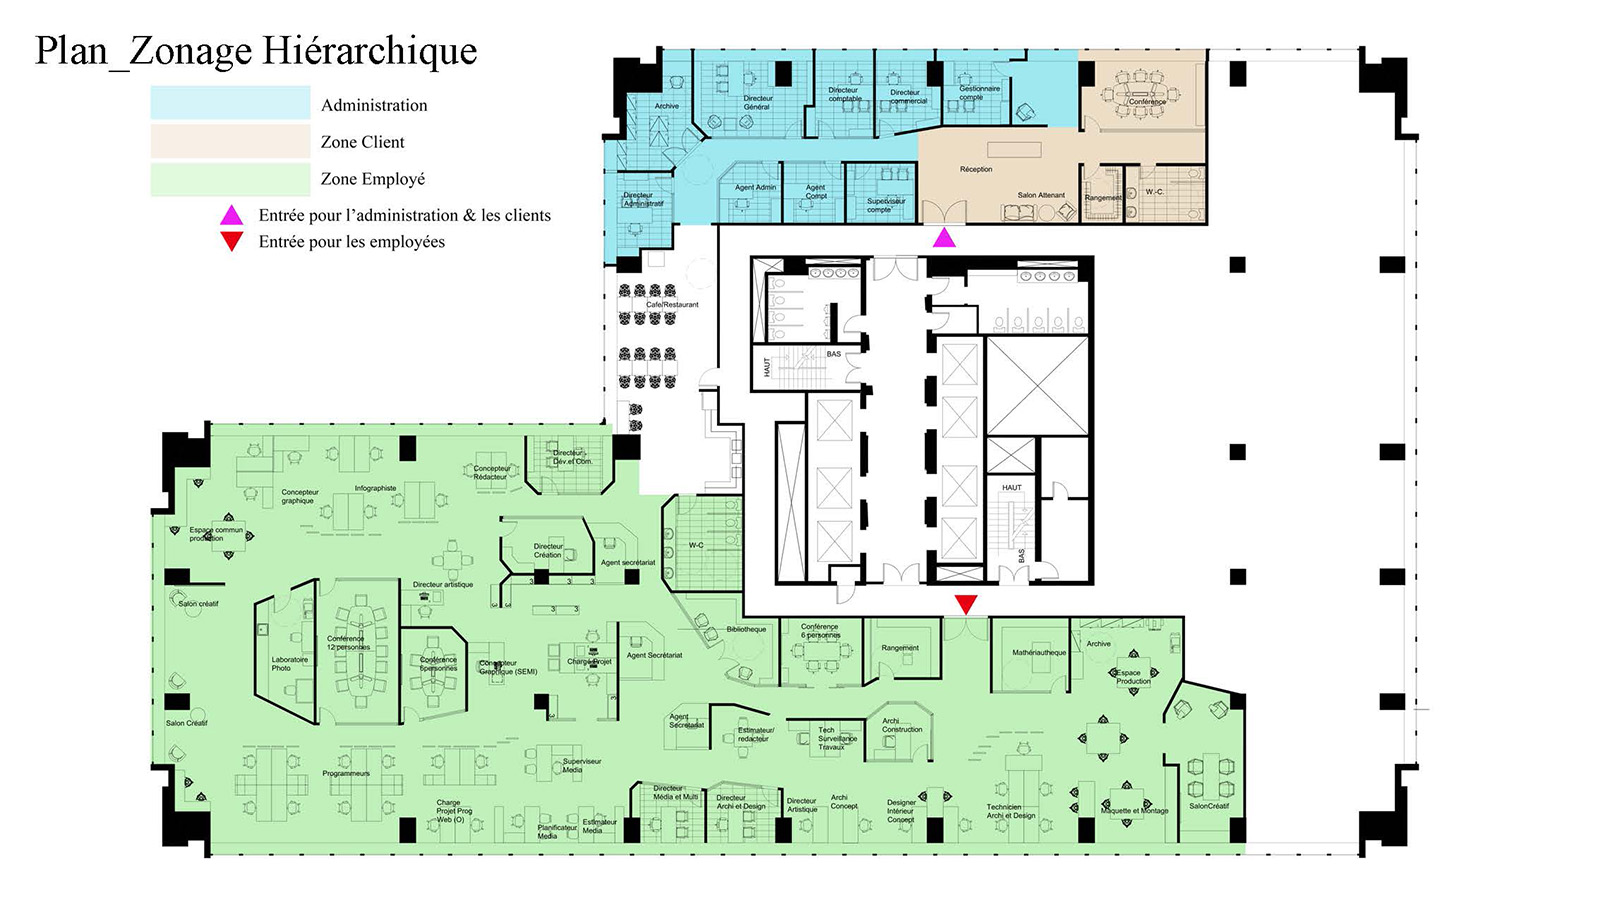 Plan_Zonage Hiérarchique
Administration
Zone Client
Zone Employé
Entrée pour l'administration & les clients
Entrée pour les employées
Archive
Directeur
Général
Directeur
comptable
Directeur
commercial
Gestionnaire
compte
Conférence
Directeur
Administratif
Agent Admin
Agent
Compt
Superviseur
compte
Réception
Salon Attenant
Rangement
W.-C.
Cafe/Restaurant
HAUT
BAS
HAUT
BAS
Directeur
Dév.et Com.
Concepteur
Rédacteur
Infographiste
Concepteur
graphique
Espace commun
production
W-C
Directeur
Création
Agent secrétariat
Directeur artistique
3
3
3
3
3
3
3
Salon créatif
Conférence
12 personnes
Laboratoire
Photo
Conférence
6personnes
Concepteur
Graphique (SEMI)
Chargé Projet
3
3
Agent Secrétariat
Bibliotheque
Conférence
6 personnes
Rangement
Mathériautheque
Archive
Espace
Production
Salon Créatif
Agent
Secrétariat
Estimateur/
redacteur
Tech
Surveillance
Travaux
Archi
Construction
Programmeurs
Superviseur
Media
Charge
Projet Prog
Web (O)
Planificateur
Media
Estimateur
Media
Directeur
Média et Multi
Directeur
Archi et Design
Directeur
Artistique
Archi
Concept
Designer
Intérieur
Concept
Technicien
Archi et Design
Maquette et Montage
SalonCréatif